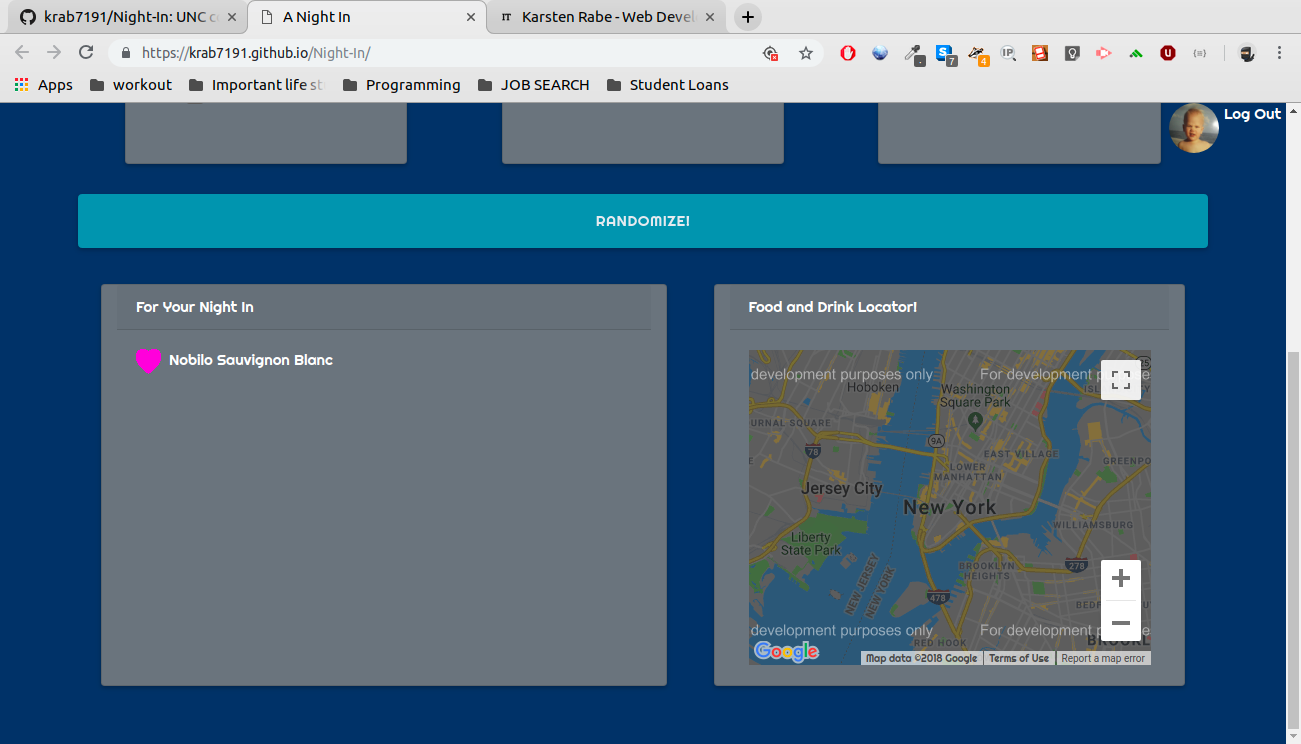 krab7191/Night-In: UNC c
A Night In
Karsten Rabe - Web Devel
https://krab7191.github.io/Night-In/
7
4
IP
Apps
workout
Important life st
Programming
JOB SEARCH
Student Loans
Log Out
RANDOMIZE!
For Your Night In
Nobilo Sauvignon Blanc
Food and Drink Locator!
development purposes only
For development p
e
Hoboken
Washington
Square Park
URNAL SQUARE
9A
78
EAST VILLAGE
GREENPO
LOWER
MANHATTAN
Jersey City
New York
WILLIAMSBURG
Liberty
State Park
BROOKLYN
HEIGHTS
278
NEW JERSEY
NEW YORK
478
BEDF
development purposes only
For development p
e
RED HOOK
BROOKL
Google
Map data ©2018 Google
Terms of Use
Report a map error